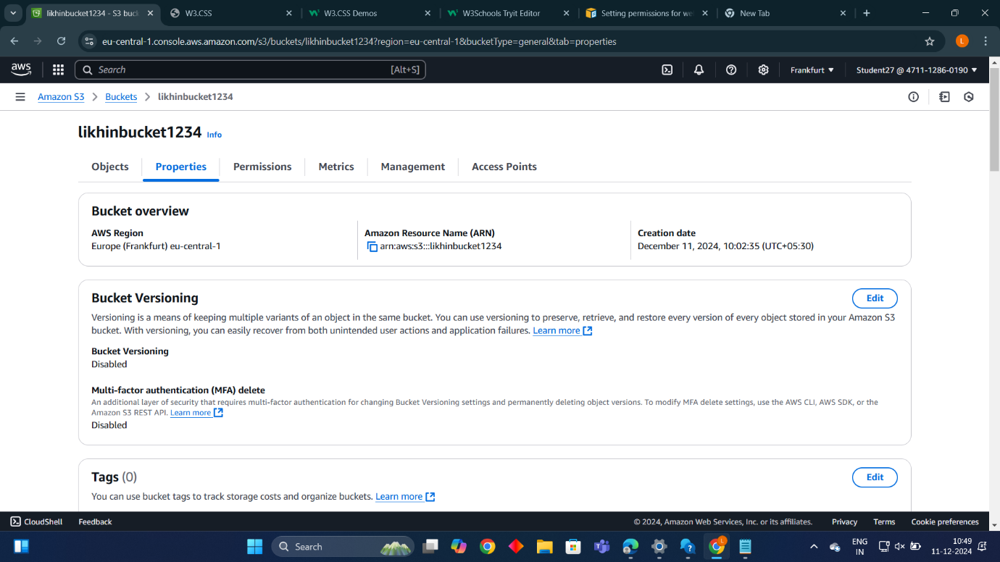 likhinbucket1234 - S3 buc
W3.CSS
W3.CSS Demos
W3Schools Tryit Editor
Setting permissions for we
New Tab
eu-central-1.console.aws.amazon.com/s3/buckets/likhinbucket1234?region=eu-central-1&bucketType=general&tab=properties
L
aws
Search
[Alt+S]
Frankfurt
Student27 @ 4711-1286-0190
Amazon S3
Buckets
likhinbucket1234
likhinbucket1234 Info
Objects
Properties
Permissions
Metrics
Management
Access Points
Bucket overview
AWS Region
Europe (Frankfurt) eu-central-1
Amazon Resource Name (ARN)
arn:aws:s3:::likhinbucket1234
Creation date
December 11, 2024, 10:02:35 (UTC+05:30)
Bucket Versioning
Edit
Versioning is a means of keeping multiple variants of an object in the same bucket. You can use versioning to preserve, retrieve, and restore every version of every object stored in your Amazon S3
bucket. With versioning, you can easily recover from both unintended user actions and application failures. Learn more
Bucket Versioning
Disabled
Multi-factor authentication (MFA) delete
An additional layer of security that requires multi-factor authentication for changing Bucket Versioning settings and permanently deleting object versions. To modify MFA delete settings, use the AWS CLI, AWS SDK, or the
Amazon S3 REST API. Learn more
Disabled
Tags (0)
Edit
You can use bucket tags to track storage costs and organize buckets. Learn more
CloudShell
Feedback
© 2024, Amazon Web Services, Inc. or its affiliates.
Privacy
Terms
Cookie preferences
Search
ENG
IN
10:49
11-12-2024